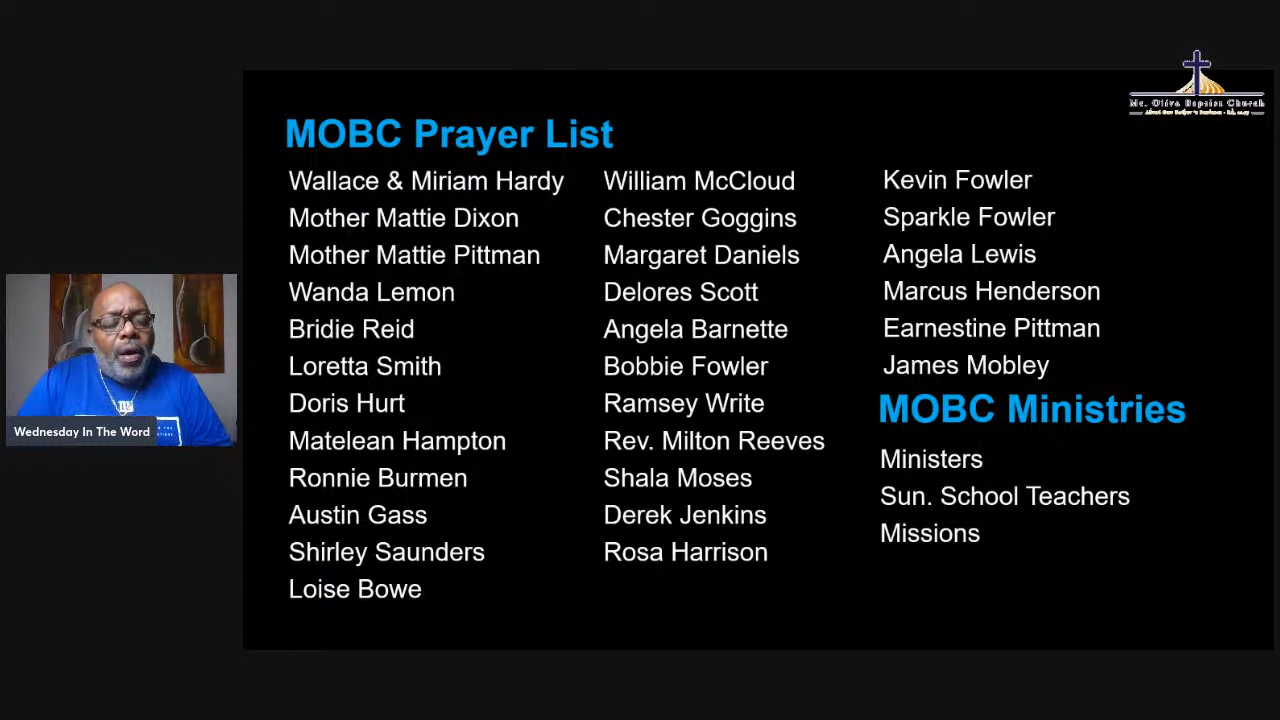 Mt. Olive Baptist Church
MOBC Prayer List
Wallace & Miriam Hardy
Mother Mattie Dixon
Mother Mattie Pittman
Wanda Lemon
Bridie Reid
Loretta Smith
Doris Hurt
Matelean Hampton
Ronnie Burmen
Austin Gass
Shirley Saunders
Loise Bowe
William McCloud
Chester Goggins
Margaret Daniels
Delores Scott
Angela Barnette
Bobbie Fowler
Ramsey Write
Rev. Milton Reeves
Shala Moses
Derek Jenkins
Rosa Harrison
Kevin Fowler
Sparkle Fowler
Angela Lewis
Marcus Henderson
Earnestine Pittman
James Mobley
MOBC Ministries
Ministers
Sun. School Teachers
Missions
Wednesday In The Word